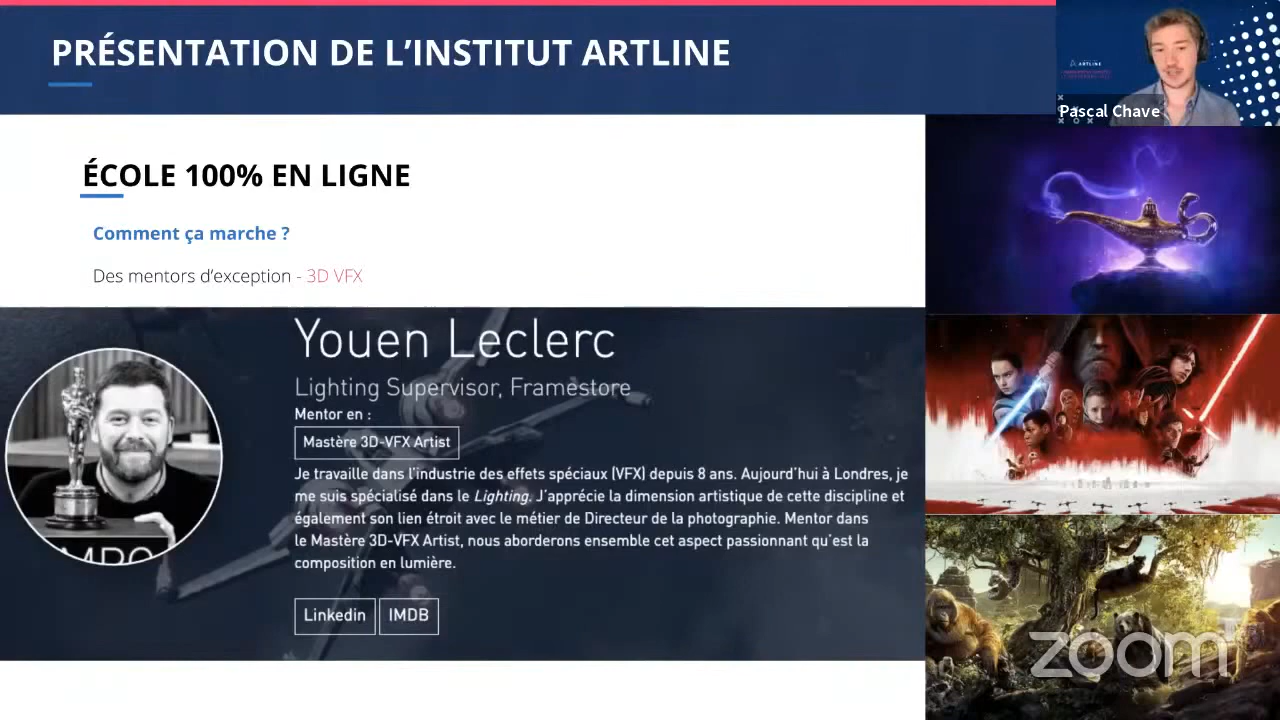 PRÉSENTATION DE L’INSTITUT ARTLINE
ARTLINE
Pascal Chave
ÉCOLE 100% EN LIGNE
Comment ça marche ?
Des mentors d’exception - 3D VFX
Youen Leclerc
Lighting Supervisor, Framestore
Mentor en :
Mastère 3D-VFX Artist
Je travaille dans l’industrie des effets spéciaux (VFX) depuis 8 ans. Aujourd’hui à Londres, je
me suis spécialisé dans le Lighting. J’apprécie la dimension artistique de cette discipline et
également son lien étroit avec le métier de Directeur de la photographie. Mentor dans
le Mastère 3D-VFX Artist, nous aborderons ensemble cet aspect passionnant qu’est la
composition en lumière.
Linkedin
IMDB
zoom